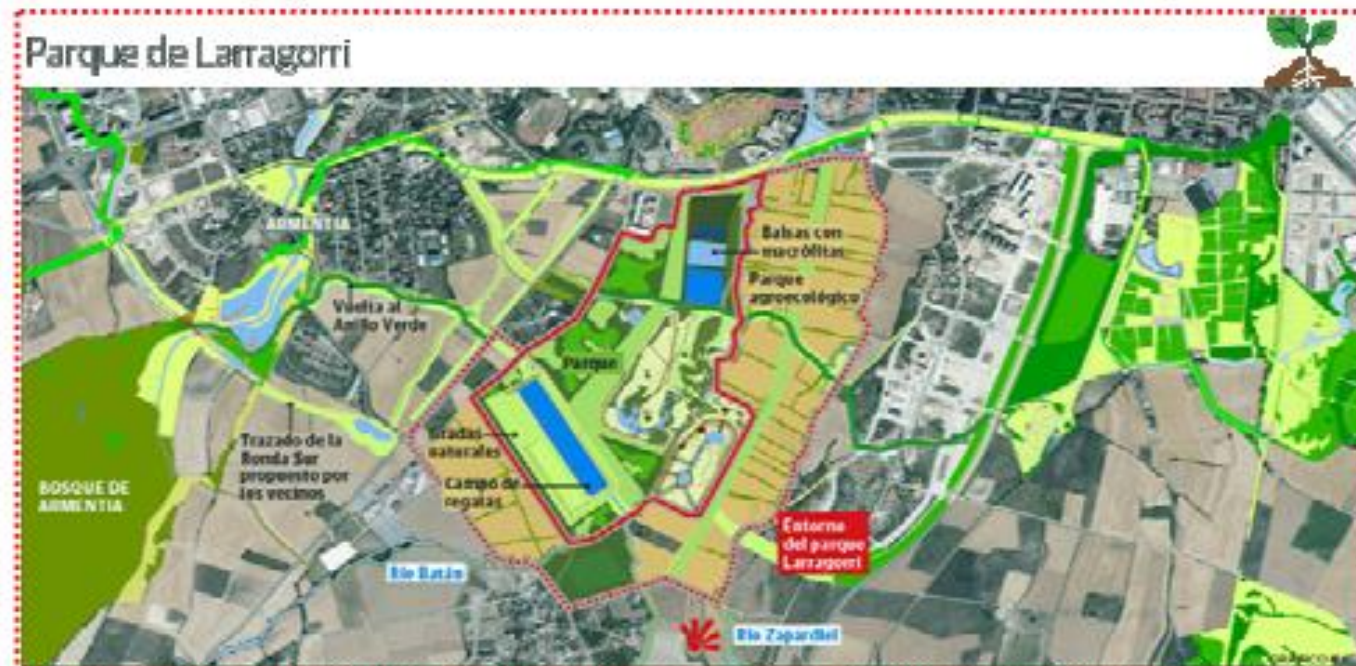 Parque de Larragorri
ARMENTIA
Balsas con
macrófitas
Parque
agroecológico
Vuelta al
Anillo Verde
Parque
Gradas
naturales
Campo de
regatas
Trazado de la
Ronda Sur
propuesto por
los vecinos
BOSQUE DE
ARMENTIA
Entorno
del parque
Larragorri
Río Batán
Río Zapardiel